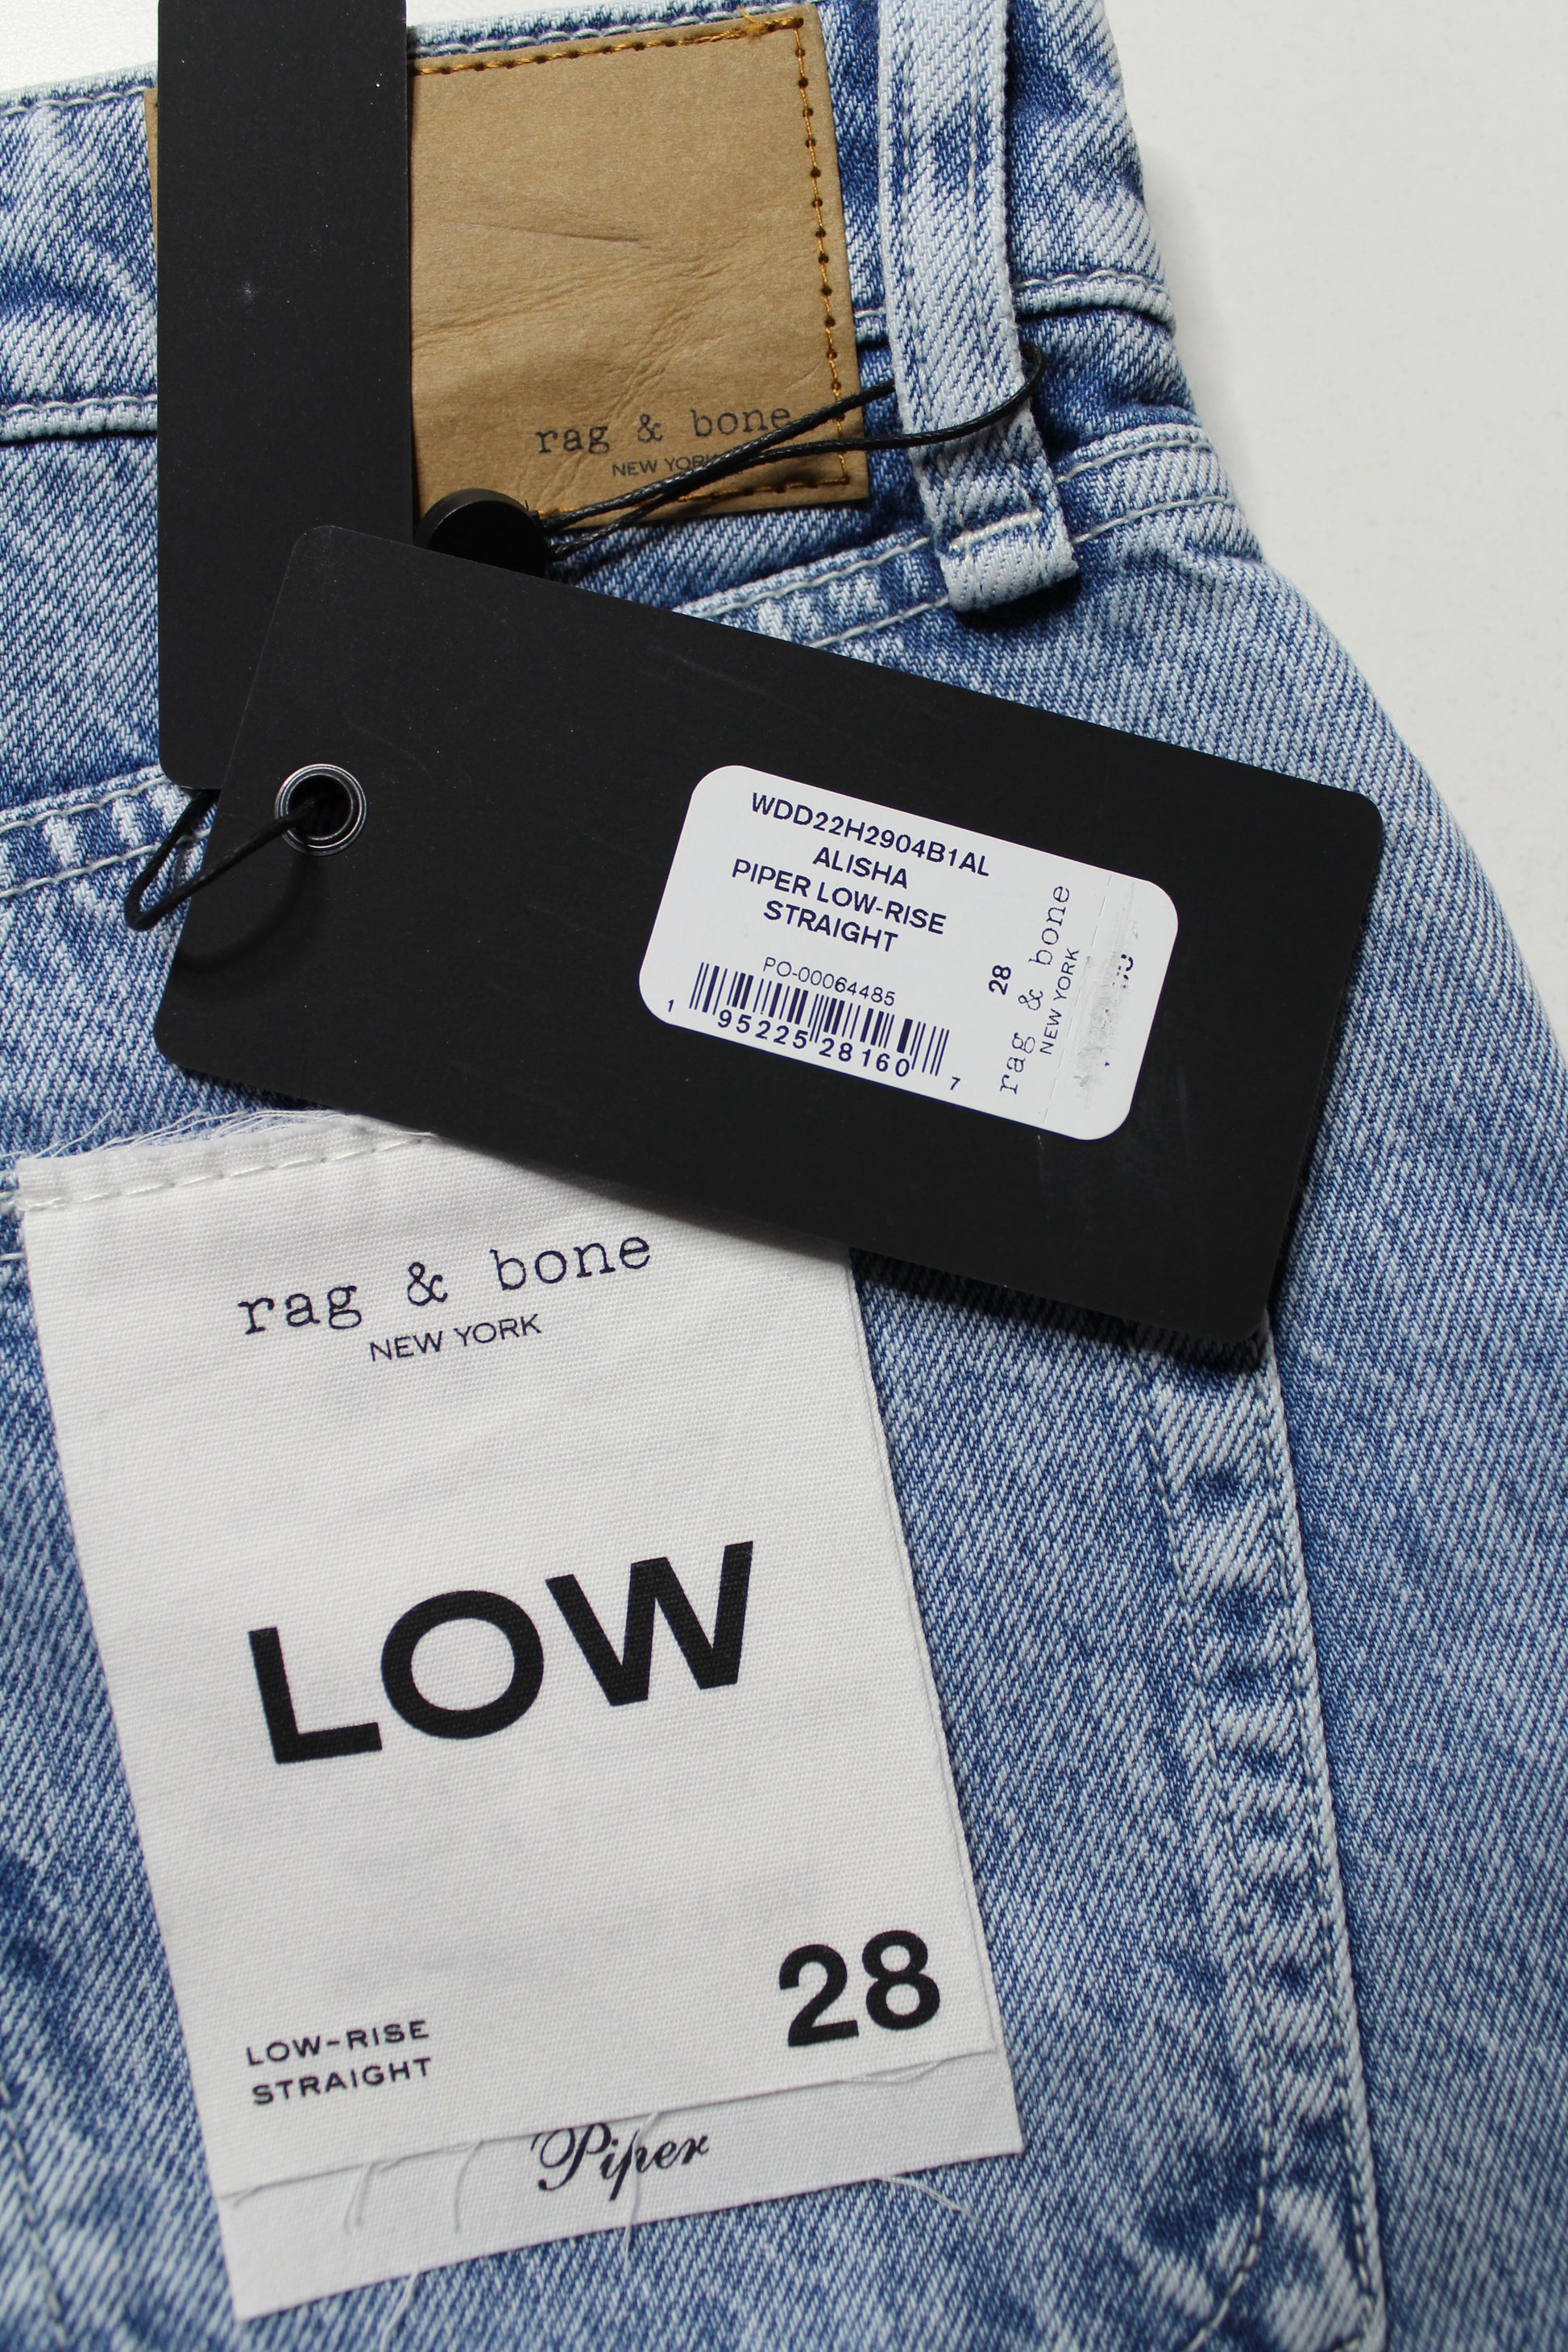 rag & bone
NEW YORK
WDD22H2904B1AL
ALISHA
PIPER LOW-RISE
STRAIGHT
PO-00064485
1 95225 28160 7
28
rag & bone
NEW YORK
rag & bone
NEW YORK
LOW
28
LOW-RISE
STRAIGHT
Piper